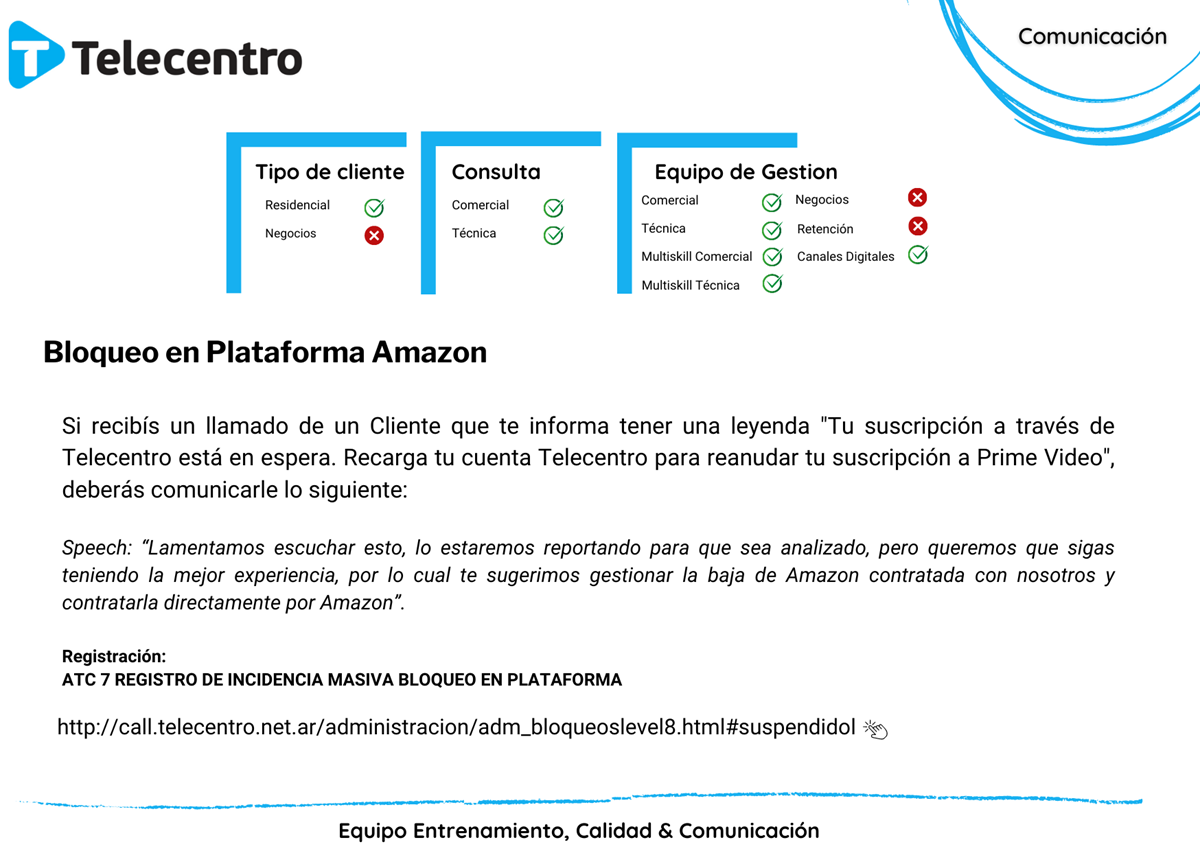 Telecentro
Comunicación
Tipo de cliente
Residencial
Negocios
Consulta
Comercial
Técnica
Equipo de Gestion
Comercial
Técnica
Multiskill Comercial
Multiskill Técnica
Negocios
Retención
Canales Digitales
Bloqueo en Plataforma Amazon
Si recibís un llamado de un Cliente que te informa tener una leyenda "Tu suscripción a través de
Telecentro está en espera. Recarga tu cuenta Telecentro para reanudar tu suscripción a Prime Video",
deberás comunicarle lo siguiente:
Speech: “Lamentamos escuchar esto, lo estaremos reportando para que sea analizado, pero queremos que sigas
teniendo la mejor experiencia, por lo cual te sugerimos gestionar la baja de Amazon contratada con nosotros y
contratarla directamente por Amazon”.
Registración:
ATC 7 REGISTRO DE INCIDENCIA MASIVA BLOQUEO EN PLATAFORMA
http://call.telecentro.net.ar/administracion/adm_bloqueoslevel8.html#suspendidol
Equipo Entrenamiento, Calidad & Comunicación